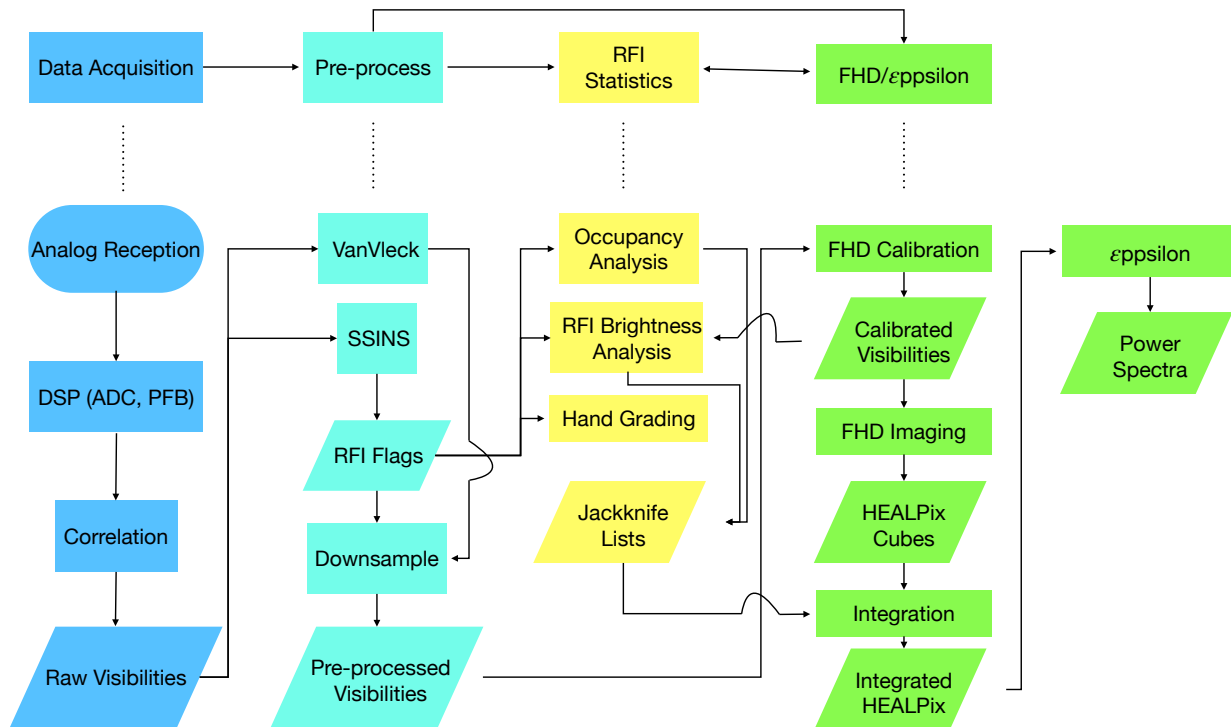 Data Acquisition
Pre-process
RFI
Statistics
FHD/εppsilon
Analog Reception
DSP (ADC, PFB)
Correlation
Raw Visibilities
VanVleck
SSINS
RFI Flags
Downsample
Pre-processed
Visibilities
Occupancy
Analysis
RFI Brightness
Analysis
Hand Grading
Jackknife
Lists
FHD Calibration
Calibrated
Visibilities
FHD Imaging
HEALPix
Cubes
Integration
Integrated
HEALPix
εppsilon
Power
Spectra